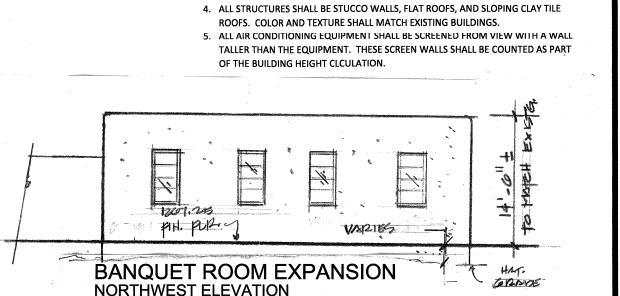 4. ALL STRUCTURES SHALL BE STUCCO WALLS, FLAT ROOFS, AND SLOPING CLAY TILE
ROOFS. COLOR AND TEXTURE SHALL MATCH EXISTING BUILDINGS.
5. ALL AIR CONDITIONING EQUIPMENT SHALL BE SCREENED FROM VIEW WITH A WALL
TALLER THAN THE EQUIPMENT. THESE SCREEN WALLS SHALL BE COUNTED AS PART
OF THE BUILDING HEIGHT CLCULATION.
14'-6" ±
TO MATCH EXIST'G.
FIN. FLR.
VARIES
NAT.
GRADE
BANQUET ROOM EXPANSION
NORTHWEST ELEVATION